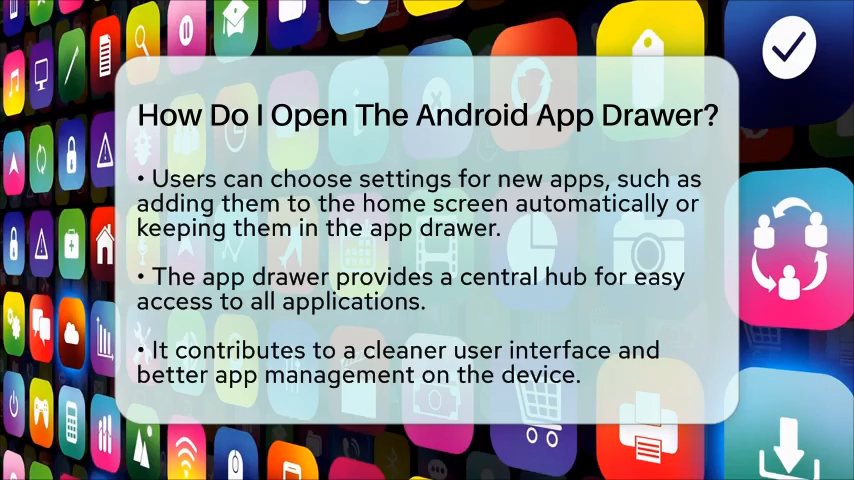 How Do I Open The Android App Drawer?
• Users can choose settings for new apps, such as
adding them to the home screen automatically or
keeping them in the app drawer.
• The app drawer provides a central hub for easy
access to all applications.
• It contributes to a cleaner user interface and
better app management on the device.